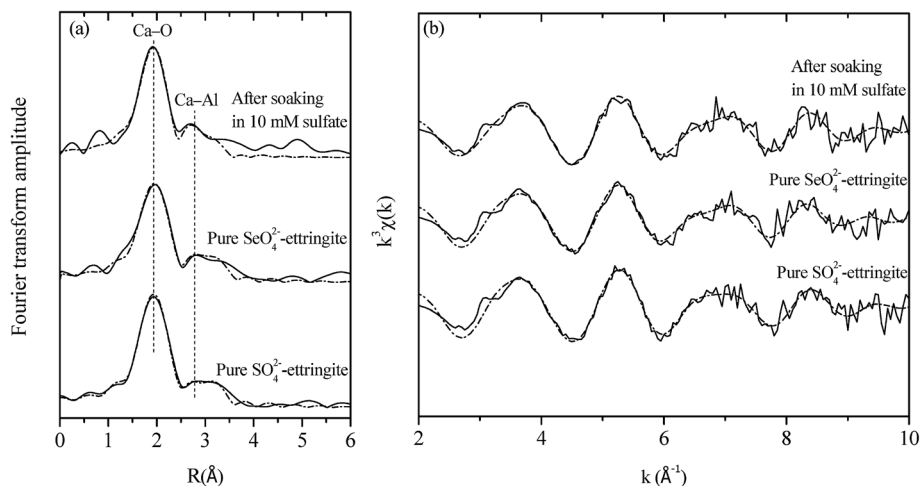 (a)
Ca–O
Ca–Al
After soaking
in 10 mM sulfate
Pure SeO₄²⁻-ettringite
Pure SO₄²⁻-ettringite
Fourier transform amplitude
0 1 2 3 4 5 6
R(Å)
(b)
After soaking
in 10 mM sulfate
Pure SeO₄²⁻-ettringite
Pure SO₄²⁻-ettringite
k³χ(k)
2 4 6 8 10
k (Å⁻¹)